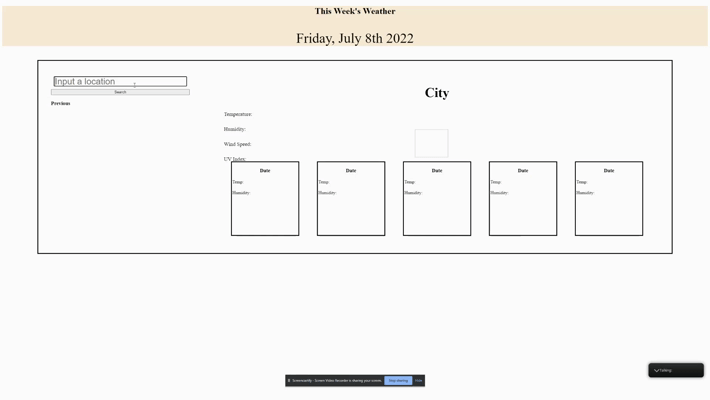 This Week's Weather
Friday, July 8th 2022
Input a location
Search
Previous
City
Temperature:
Humidity:
Wind Speed:
UV Index:
Date
Temp:
Humidity:
Date
Temp:
Humidity:
Date
Temp:
Humidity:
Date
Temp:
Humidity:
Date
Temp:
Humidity:
Screencastify - Screen Video Recorder is sharing your screen.
Stop sharing
Hide
Talking: